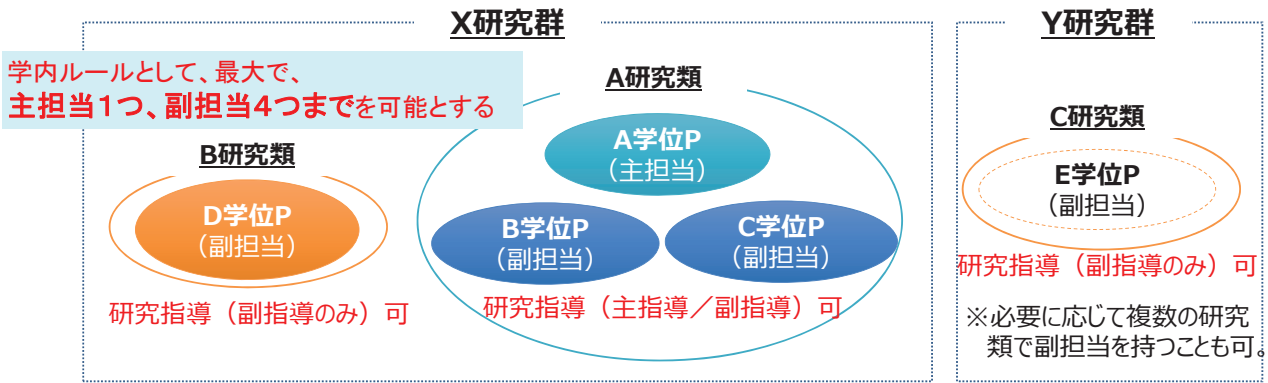 X研究群
学内ルールとして、最大で、
主担当1つ、副担当4つまでを可能とする
A研究類
A学位P
(主担当)
B学位P
(副担当)
C学位P
(副担当)
研究指導(主指導/副指導)可
B研究類
D学位P
(副担当)
研究指導(副指導のみ)可
Y研究群
C研究類
E学位P
(副担当)
研究指導(副指導のみ)可
※必要に応じて複数の研究
類で副担当を持つことも可。